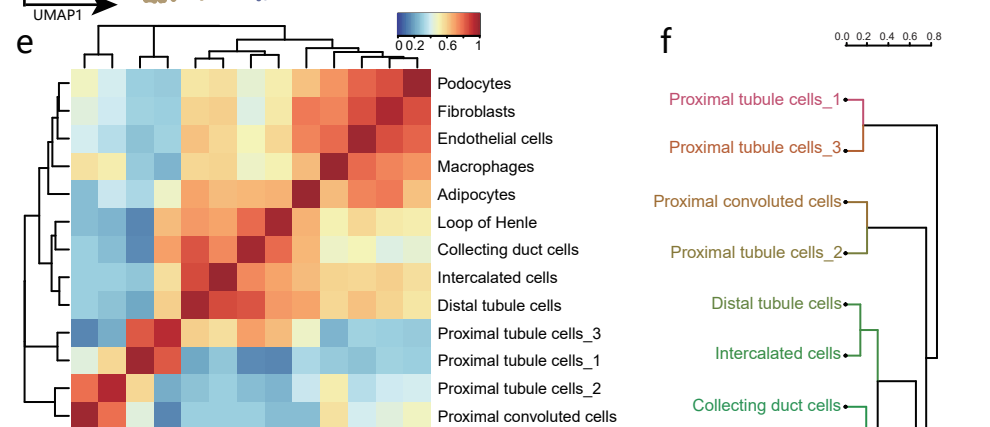 UMAP1
e
0 0.2 0.6 1
Podocytes
Fibroblasts
Endothelial cells
Macrophages
Adipocytes
Loop of Henle
Collecting duct cells
Intercalated cells
Distal tubule cells
Proximal tubule cells_3
Proximal tubule cells_1
Proximal tubule cells_2
Proximal convoluted cells
f
0.0 0.2 0.4 0.6 0.8
Proximal tubule cells_1
Proximal tubule cells_3
Proximal convoluted cells
Proximal tubule cells_2
Distal tubule cells
Intercalated cells
Collecting duct cells